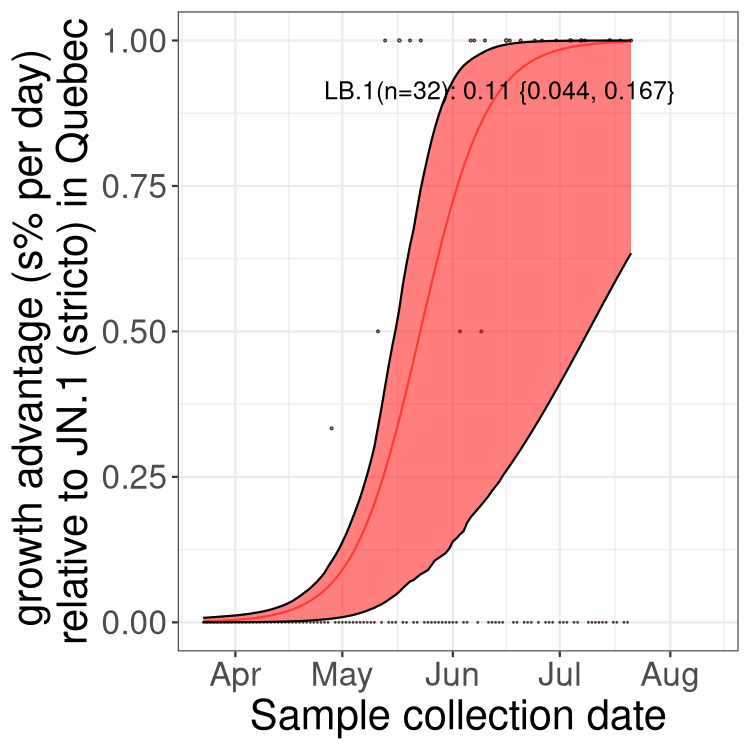 growth advantage (s% per day)
relative to JN.1 (stricto) in Quebec
1.00
0.75
0.50
0.25
0.00
LB.1(n=32): 0.11 {0.044, 0.167}
Apr May Jun Jul Aug
Sample collection date